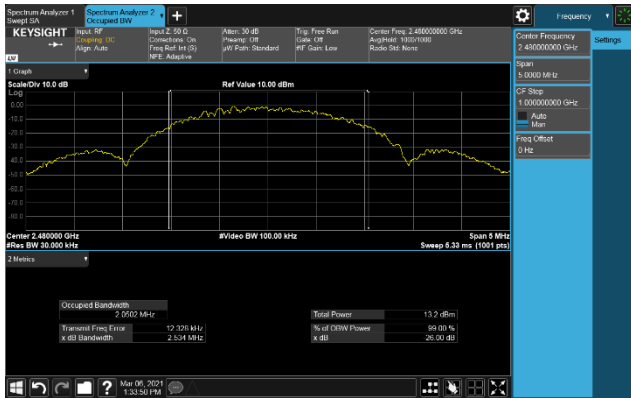 Spectrum Analyzer 1
Swept SA
Spectrum Analyzer 2
Occupied BW
+
Frequency
KEYSIGHT
Input: RF
Coupling: DC
Align: Auto
Input Z: 50 Ω
Corrections: On
Freq Ref: Int (S)
NFE: Adaptive
Atten: 30 dB
Preamp: Off
µW Path: Standard
Trig: Free Run
Gate: Off
#IF Gain: Low
Center Freq: 2.480000000 GHz
Avg|Hold: 1000/1000
Radio Std: None
LXI
Center Frequency
2.480000000 GHz
Settings
Span
5.0000 MHz
CF Step
1.000000000 GHz
Auto
Man
Freq Offset
0 Hz
1 Graph
Scale/Div 10.0 dB
Ref Value 10.00 dBm
Log
0.00
-10.0
-20.0
-30.0
-40.0
-50.0
-60.0
-70.0
-80.0
Center 2.480000 GHz
#Video BW 100.00 kHz
Span 5 MHz
#Res BW 30.000 kHz
Sweep 5.33 ms (1001 pts)
2 Metrics
Occupied Bandwidth
2.0502 MHz
Total Power 13.2 dBm
Transmit Freq Error 12.328 kHz
% of OBW Power 99.00 %
x dB Bandwidth 2.534 MHz
x dB 26.00 dB
?
Mar 06, 2021
1:33:50 PM